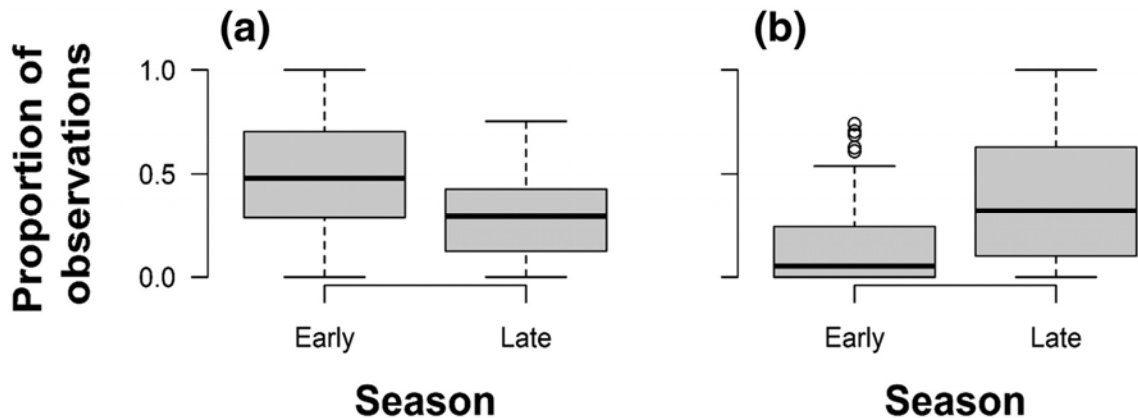 (a)
(b)
Proportion of
observations
1.0
0.5
0.0
Early
Late
Early
Late
Season
Season